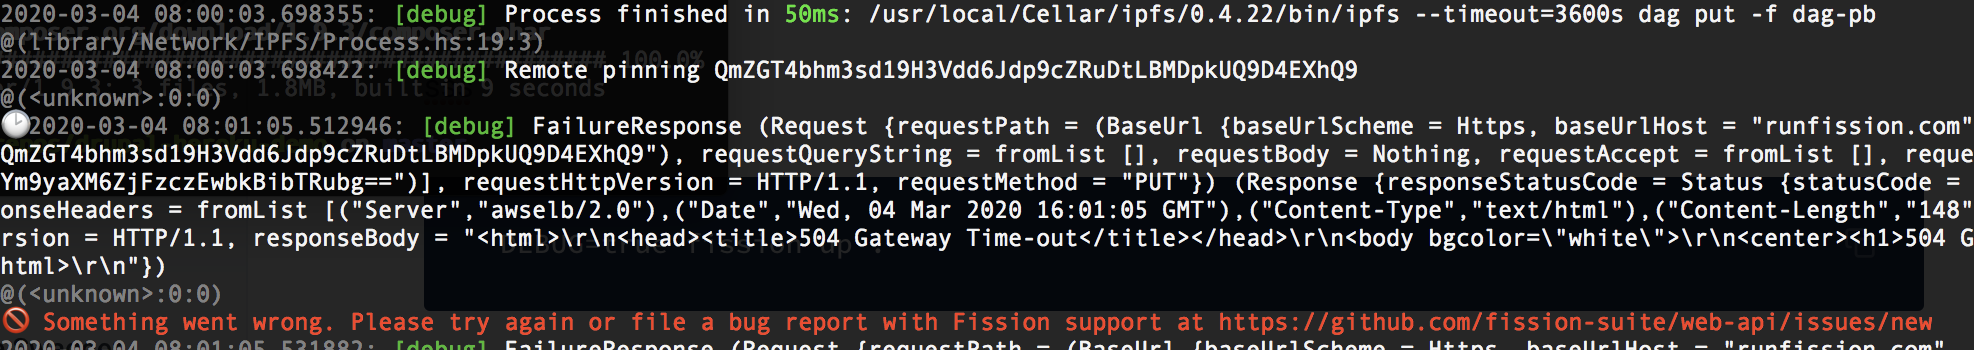 2020-03-04 08:00:03.698355: [debug] Process finished in 50ms: /usr/local/Cellar/ipfs/0.4.22/bin/ipfs --timeout=3600s dag put -f dag-pb
@(library/Network/IPFS/Process.hs:19:3)
2020-03-04 08:00:03.698422: [debug] Remote pinning QmZGT4bhm3sd19H3Vdd6Jdp9cZRuDtLBMDpkUQ9D4EXhQ9
@(<unknown>:0:0)
🕑2020-03-04 08:01:05.512946: [debug] FailureResponse (Request {requestPath = (BaseUrl {baseUrlScheme = Https, baseUrlHost = "runfission.com"
QmZGT4bhm3sd19H3Vdd6Jdp9cZRuDtLBMDpkUQ9D4EXhQ9"), requestQueryString = fromList [], requestBody = Nothing, requestAccept = fromList [], reque
Ym9yaXM6ZjFzczEwbkBibTRubg==")], requestHttpVersion = HTTP/1.1, requestMethod = "PUT"}) (Response {responseStatusCode = Status {statusCode =
onseHeaders = fromList [("Server","awselb/2.0"),("Date","Wed, 04 Mar 2020 16:01:05 GMT"),("Content-Type","text/html"),("Content-Length","148"
rsion = HTTP/1.1, responseBody = "<html>\r\n<head><title>504 Gateway Time-out</title></head>\r\n<body bgcolor=\"white\">\r\n<center><h1>504 G
html>\r\n"})
@(<unknown>:0:0)
🚫 Something went wrong. Please try again or file a bug report with Fission support at https://github.com/fission-suite/web-api/issues/new
2020-03-04 08:01:05.531882: [debug] FailureResponse (Request {requestPath = (BaseUrl {baseUrlScheme = Https, baseUrlHost = "runfission.com"